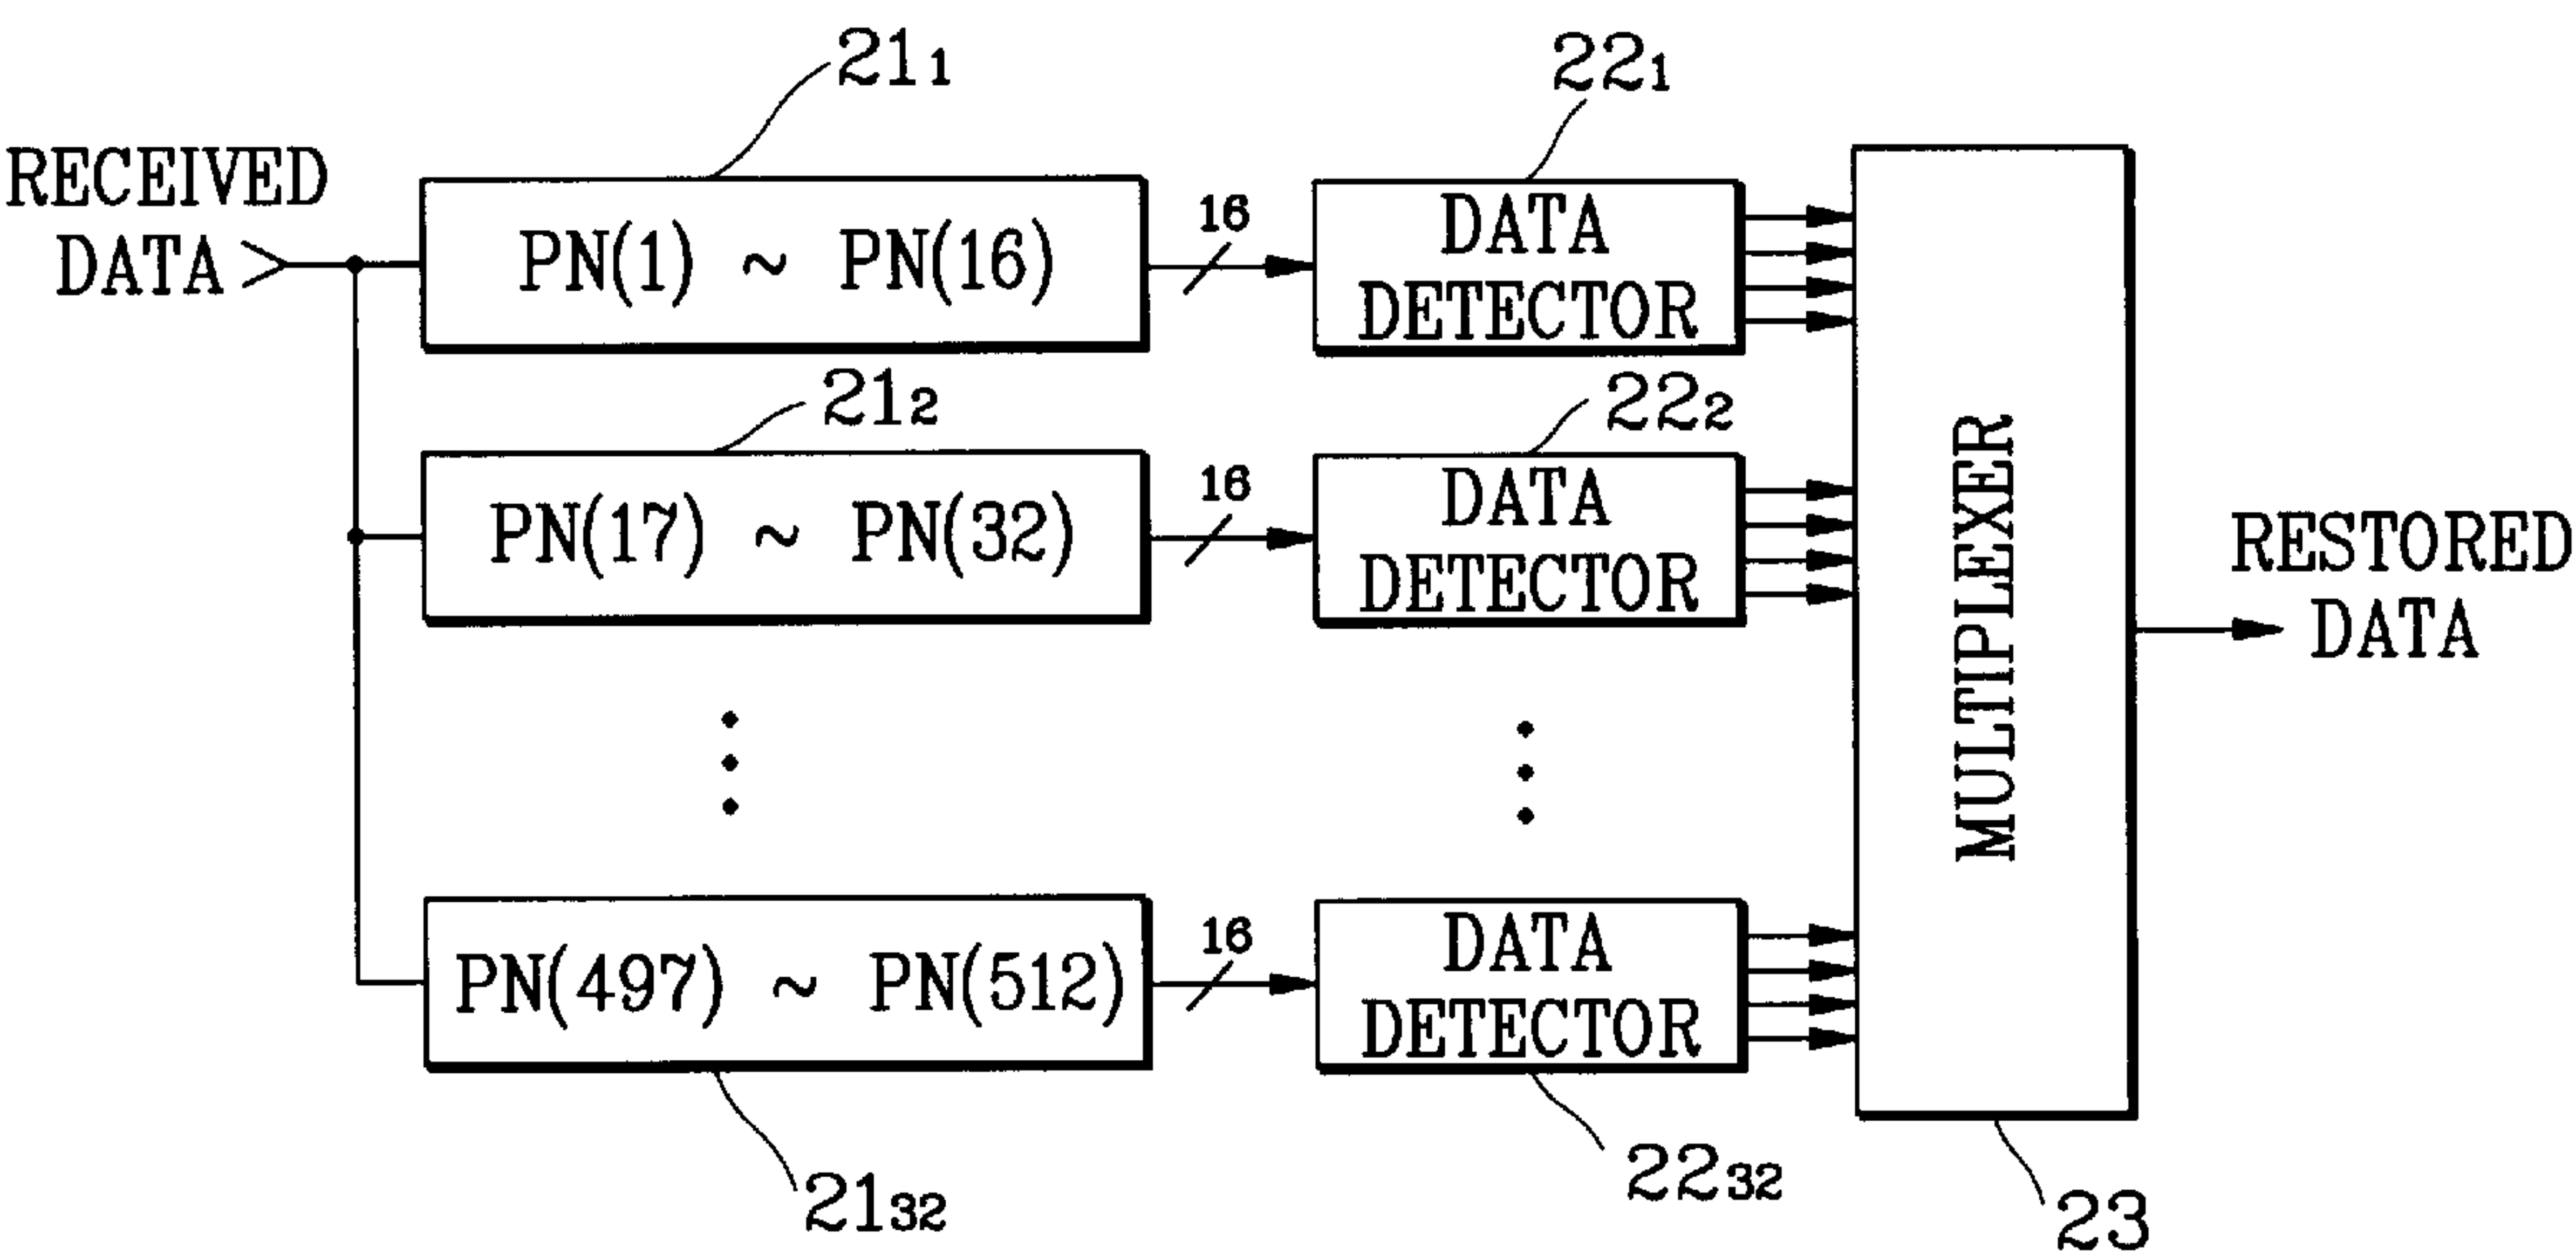 21₁
22₁
RECEIVED
DATA
PN(1) ~ PN(16)
16
DATA
DETECTOR
21₂
22₂
PN(17) ~ PN(32)
16
DATA
DETECTOR
MULTIPLEXER
RESTORED
DATA
PN(497) ~ PN(512)
16
DATA
DETECTOR
21₃₂
22₃₂
23